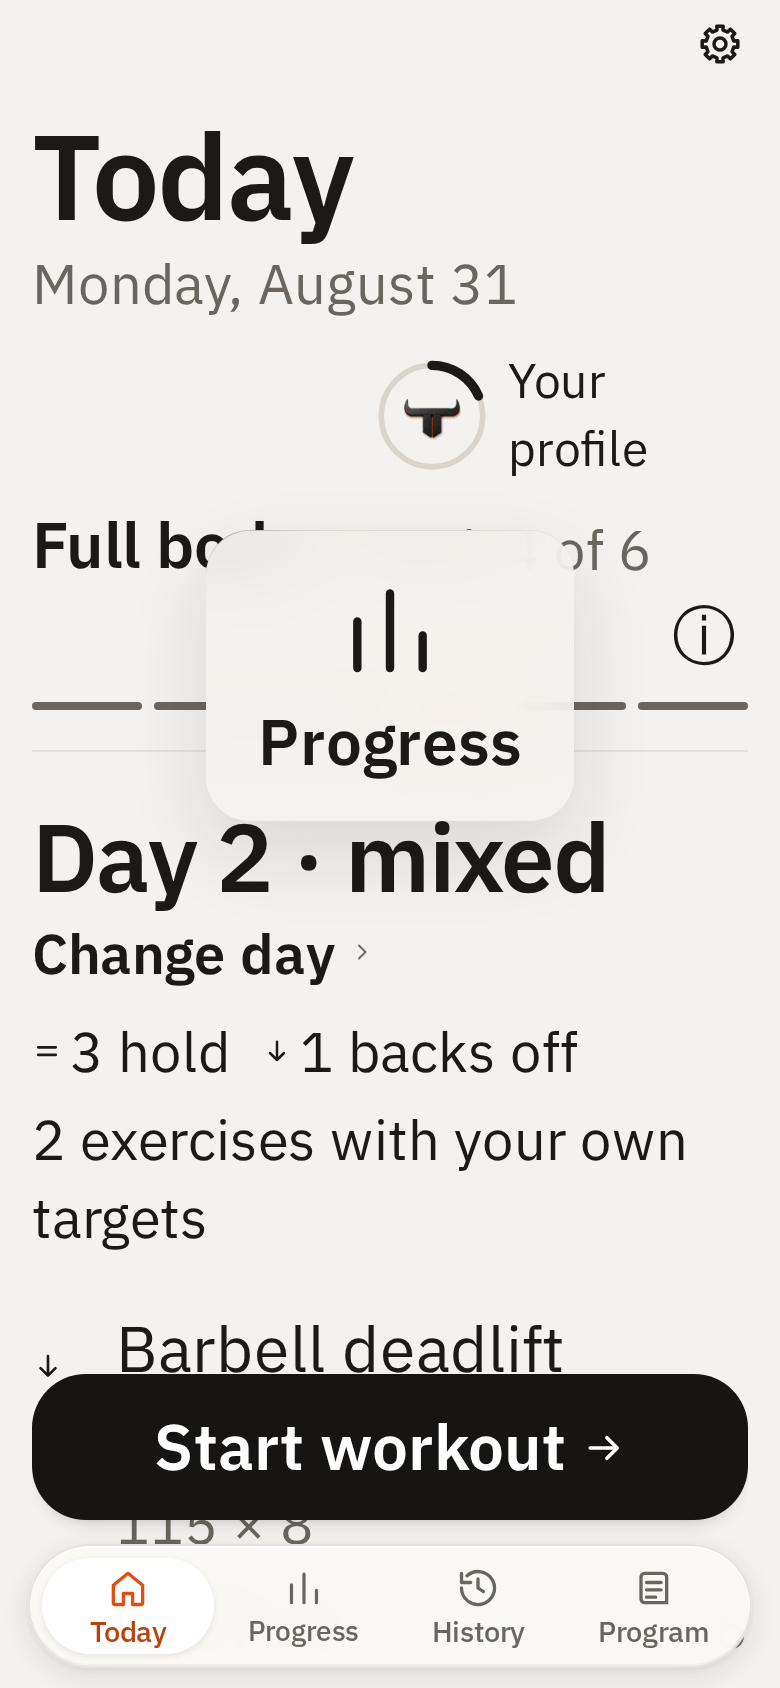 Today
Monday, August 31
Your
profile
Full of 6
Progress
Day 2 · mixed
Change day ›
= 3 hold ↓ 1 backs off
2 exercises with your own
targets
↓ Barbell deadlift
Start workout →
115 × 8
Today Progress History Program